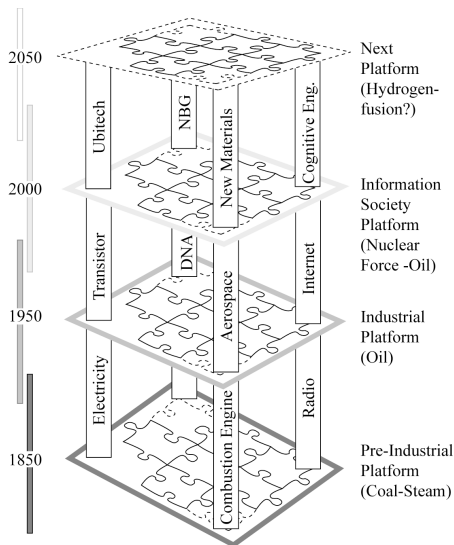 2050
Next
Platform
(Hydrogen-
fusion?)
Ubitech
NBG
New Materials
Cognitive Eng.
2000
Information
Society
Platform
(Nuclear
Force -Oil)
Transistor
DNA
Aerospace
Internet
1950
Industrial
Platform
(Oil)
Electricity
Combustion Engine
Radio
1850
Pre-Industrial
Platform
(Coal-Steam)